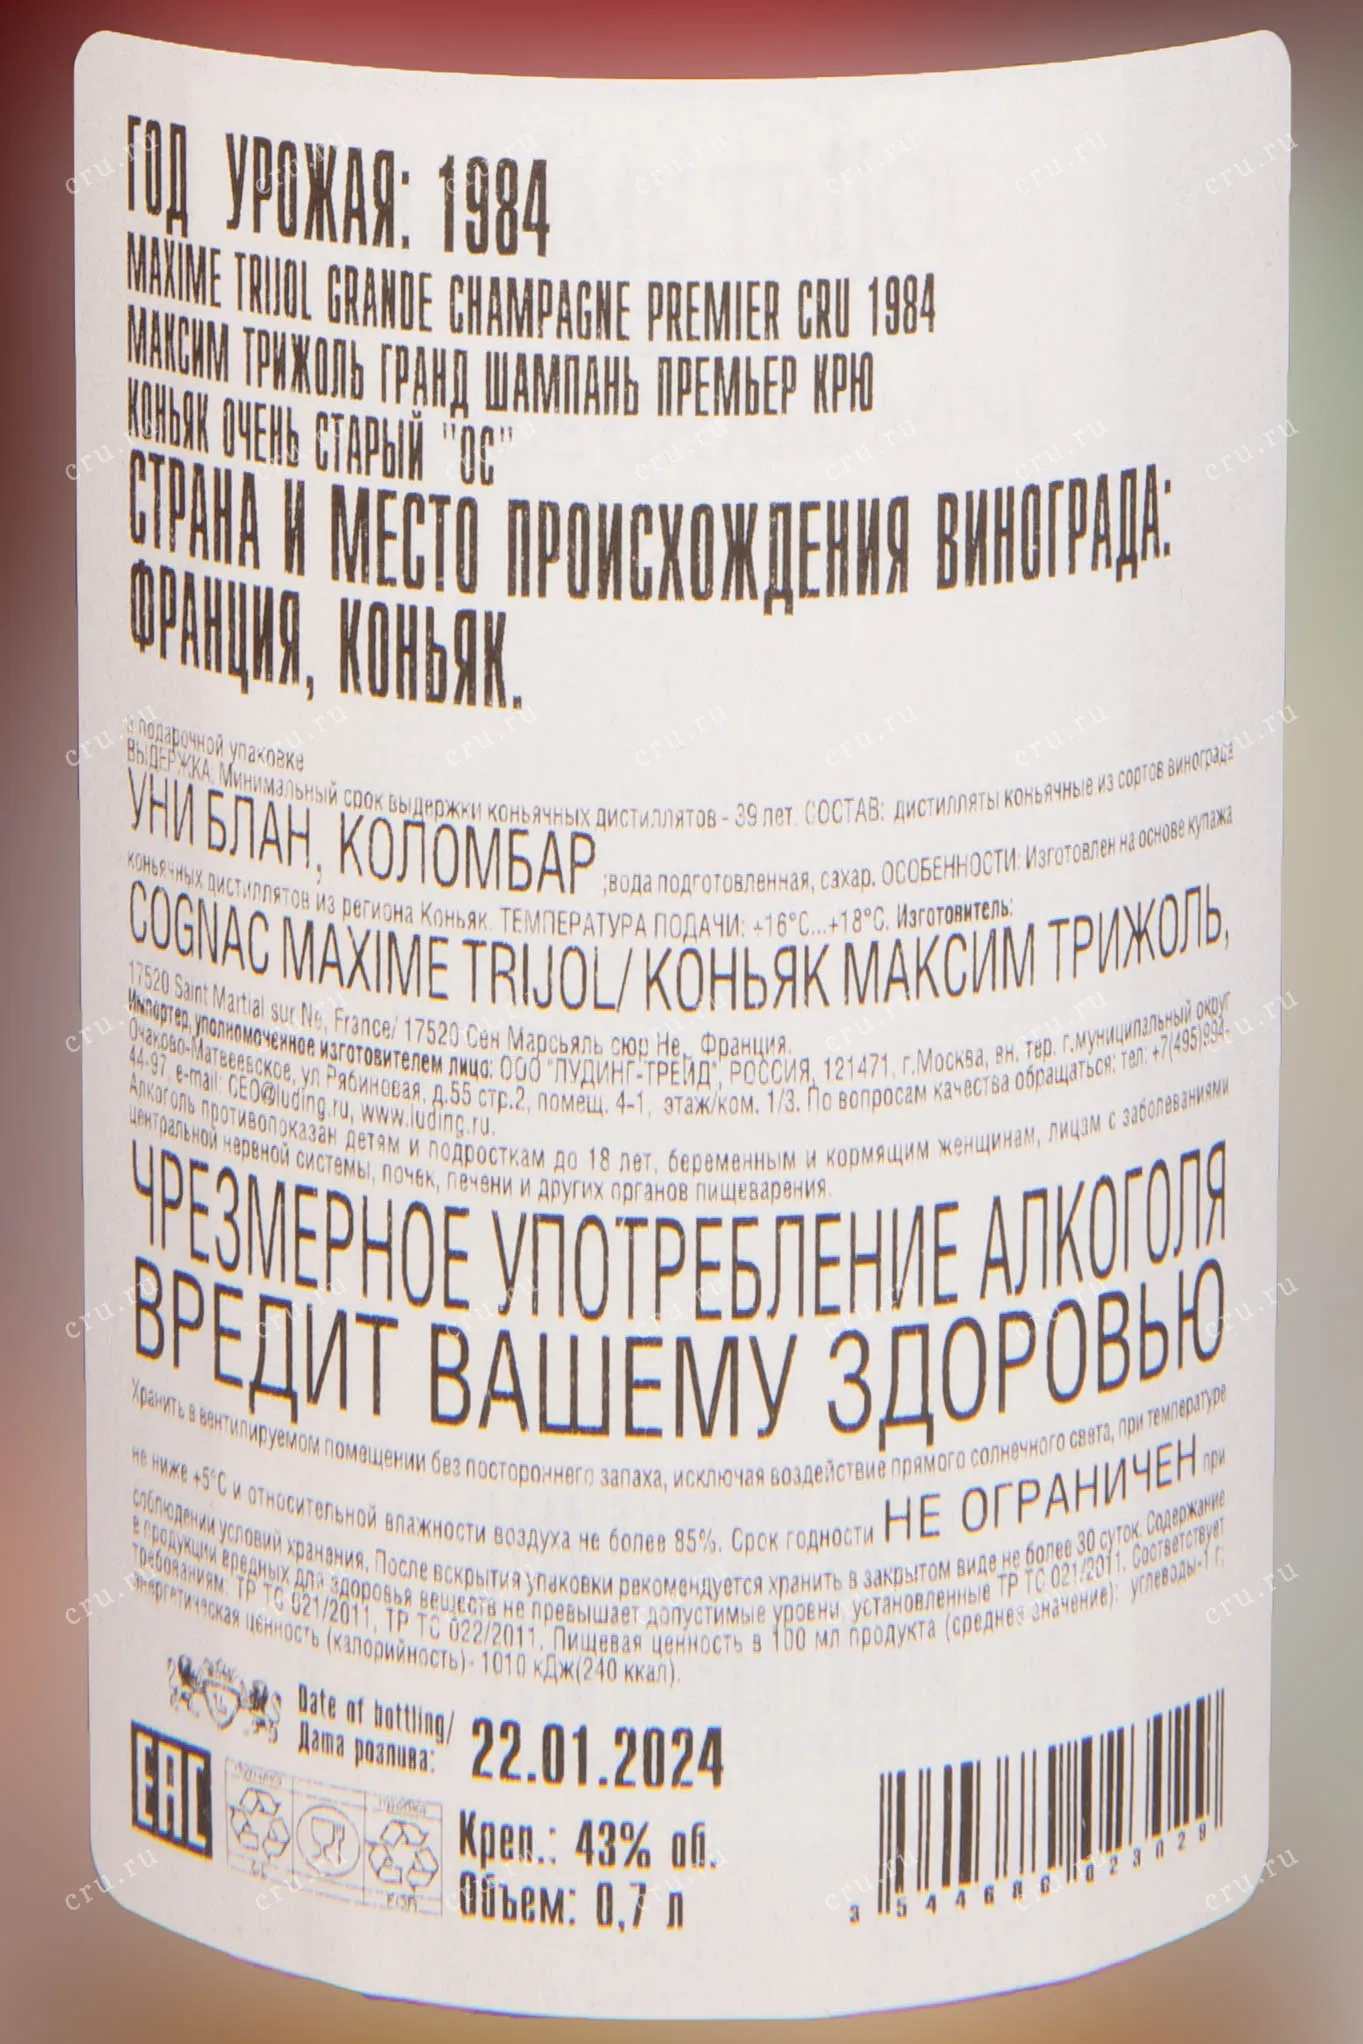 ГОД УРОЖАЯ: 1984
MAXIME TRIJOL GRANDE CHAMPAGNE PREMIER CRU 1984
МАКСИМ ТРИЖОЛЬ ГРАНД ШАМПАНЬ ПРЕМЬЕР КРЮ
КОНЬЯК ОЧЕНЬ СТАРЫЙ "ОС"
СТРАНА И МЕСТО ПРОИСХОЖДЕНИЯ ВИНОГРАДА:
ФРАНЦИЯ, КОНЬЯК.
в подарочной упаковке
ВЫДЕРЖКА. Минимальный срок выдержки коньячных дистиллятов - 39 лет. СОСТАВ: дистилляты коньячные из сортов винограда
УНИ БЛАН, КОЛОМБАР ;вода подготовленная, сахар. ОСОБЕННОСТИ: Изготовлен на основе купажа
коньячных дистиллятов из региона Коньяк. ТЕМПЕРАТУРА ПОДАЧИ: +16°С...+18°С. Изготовитель:
COGNAC MAXIME TRIJOL/ КОНЬЯК МАКСИМ ТРИЖОЛЬ,
17520 Saint Martial sur Ne, France/ 17520 Сен Марсьяль сюр Не, Франция.
Импортер, уполномоченное изготовителем лицо: ООО "ЛУДИНГ-ТРЕЙД", РОССИЯ, 121471, г.Москва, вн. тер. г.муниципальный округ
Очаково-Матвеевское, ул Рябиновая, д.55 стр.2, помещ. 4-1, этаж/ком. 1/3. По вопросам качества обращаться: тел: +7(495)994-
44-97, e-mail: CEO@luding.ru, www.luding.ru.
Алкоголь противопоказан детям и подросткам до 18 лет, беременным и кормящим женщинам, лицам с заболеваниями
центральной нервной системы, почек, печени и других органов пищеварения.
ЧРЕЗМЕРНОЕ УПОТРЕБЛЕНИЕ АЛКОГОЛЯ
ВРЕДИТ ВАШЕМУ ЗДОРОВЬЮ
Хранить в вентилируемом помещении без постороннего запаха, исключая воздействие прямого солнечного света, при температуре
не ниже +5°С и относительной влажности воздуха не более 85%. Срок годности НЕ ОГРАНИЧЕН при
соблюдении условий хранения. После вскрытия упаковки рекомендуется хранить в закрытом виде не более 30 суток. Содержание
в продукции вредных для здоровья веществ не превышает допустимые уровни, установленные ТР ТС 021/2011. Соответствует
требованиям: ТР ТС 021/2011, ТР ТС 022/2011. Пищевая ценность в 100 мл продукта (среднее значение): углеводы-1 г;
энергетическая ценность (калорийность)- 1010 кДж(240 ккал).
Date of bottling/
Дата розлива: 22.01.2024
EAC
Креп.: 43% об.
Объем: 0,7 л
cru.ru